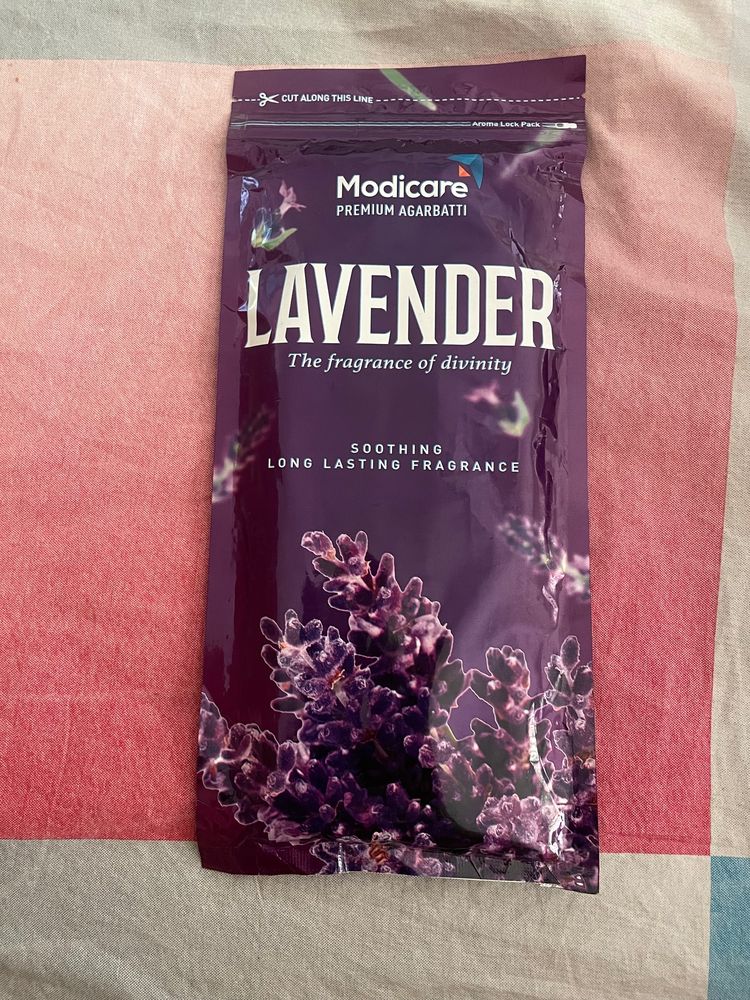 CUT ALONG THIS LINE
Aroma Lock Pack
Modicare
PREMIUM AGARBATTI
LAVENDER
The fragrance of divinity
SOOTHING
LONG LASTING FRAGRANCE